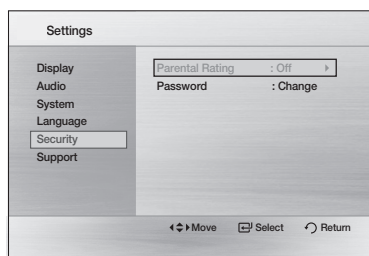 Settings
Display
Audio
System
Language
Security
Support
Parental Rating : Off
Password : Change
Move Select Return